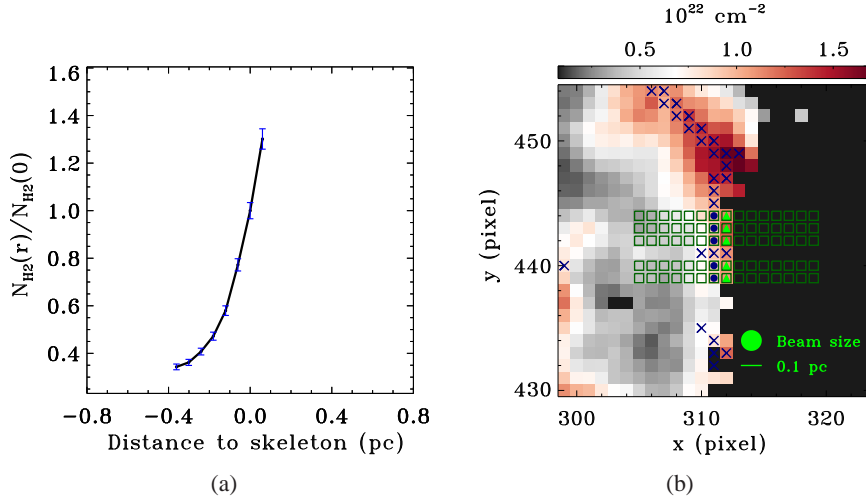 10²² cm⁻²
0.5 1.0 1.5
N_H2(r)/N_H2(0)
1.6
1.4
1.2
1.0
0.8
0.6
0.4
-0.8 -0.4 0.0 0.4 0.8
Distance to skeleton (pc)
(a)
y (pixel)
450
440
430
Beam size
0.1 pc
300 310 320
x (pixel)
(b)